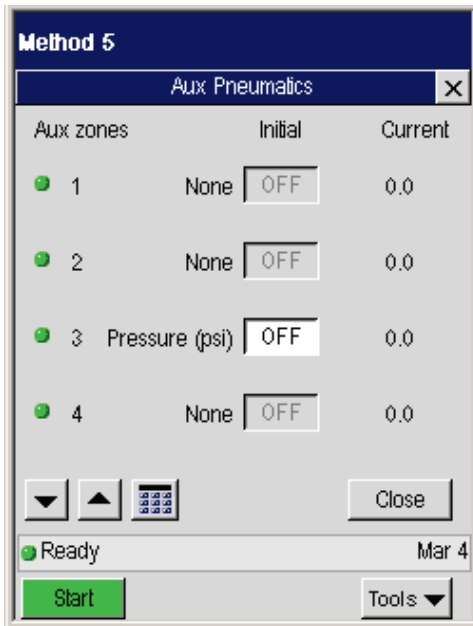 Method 5
Aux Pneumatics
Aux zones Initial Current
1 None OFF 0.0
2 None OFF 0.0
3 Pressure (psi) OFF 0.0
4 None OFF 0.0
Close
Ready Mar 4
Start Tools